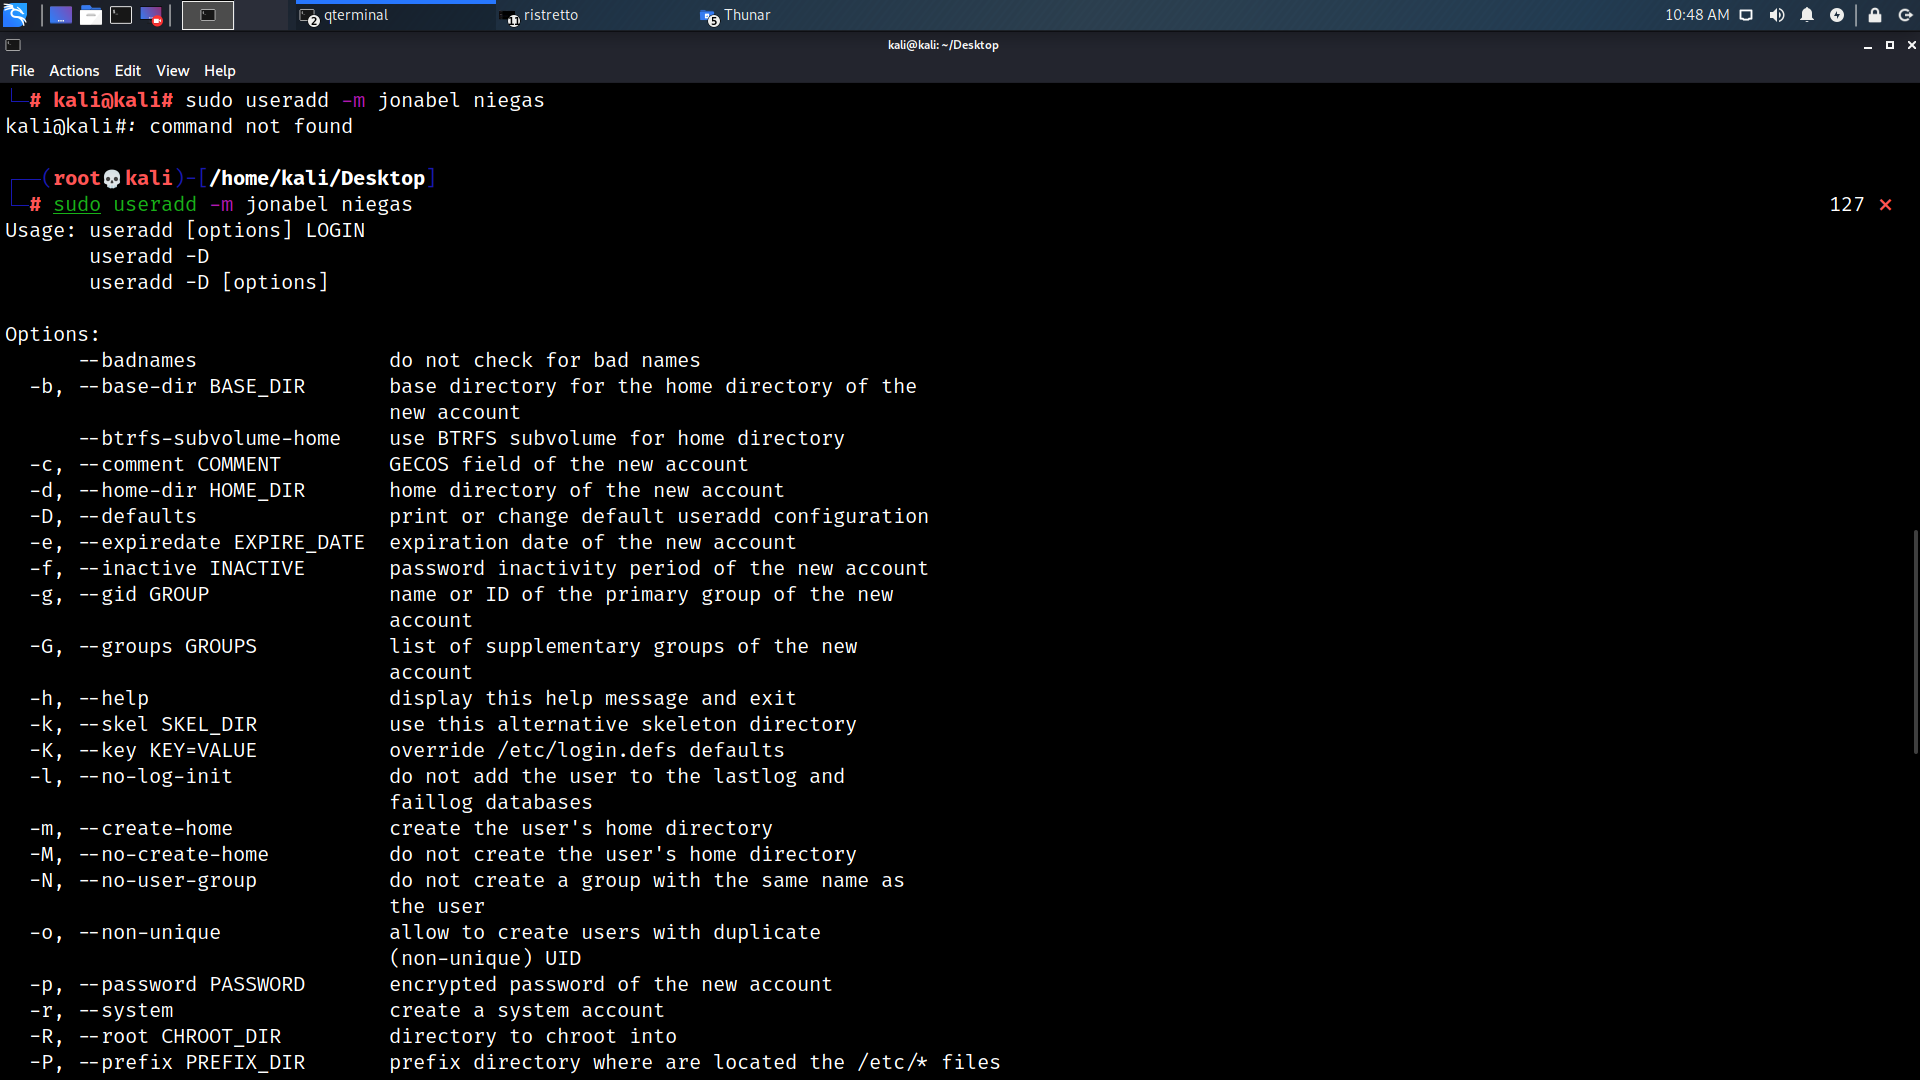 2 qterminal
11 ristretto
5 Thunar
10:48 AM
kali@kali: ~/Desktop
File Actions Edit View Help
# kali@kali# sudo useradd -m jonabel niegas
kali@kali#: command not found
(root💀kali)-[/home/kali/Desktop]
# sudo useradd -m jonabel niegas 127 ⨯
Usage: useradd [options] LOGIN
useradd -D
useradd -D [options]
Options:
--badnames do not check for bad names
-b, --base-dir BASE_DIR base directory for the home directory of the
new account
--btrfs-subvolume-home use BTRFS subvolume for home directory
-c, --comment COMMENT GECOS field of the new account
-d, --home-dir HOME_DIR home directory of the new account
-D, --defaults print or change default useradd configuration
-e, --expiredate EXPIRE_DATE expiration date of the new account
-f, --inactive INACTIVE password inactivity period of the new account
-g, --gid GROUP name or ID of the primary group of the new
account
-G, --groups GROUPS list of supplementary groups of the new
account
-h, --help display this help message and exit
-k, --skel SKEL_DIR use this alternative skeleton directory
-K, --key KEY=VALUE override /etc/login.defs defaults
-l, --no-log-init do not add the user to the lastlog and
faillog databases
-m, --create-home create the user's home directory
-M, --no-create-home do not create the user's home directory
-N, --no-user-group do not create a group with the same name as
the user
-o, --non-unique allow to create users with duplicate
(non-unique) UID
-p, --password PASSWORD encrypted password of the new account
-r, --system create a system account
-R, --root CHROOT_DIR directory to chroot into
-P, --prefix PREFIX_DIR prefix directory where are located the /etc/* files